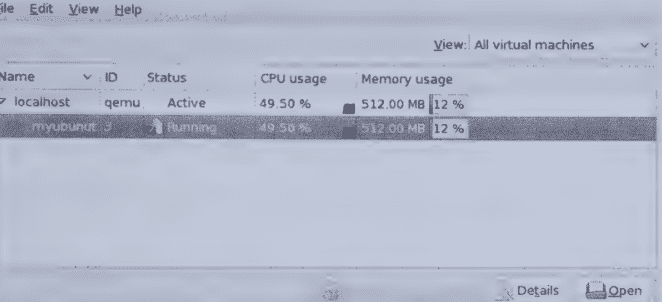 ile Edit View Help
View: All virtual machines
Name ID Status CPU usage Memory usage
localhost qemu Active 49.50 % 512.00 MB 12 %
myubunut 3 Running 49.50 % 512.00 MB 12 %
Details Open